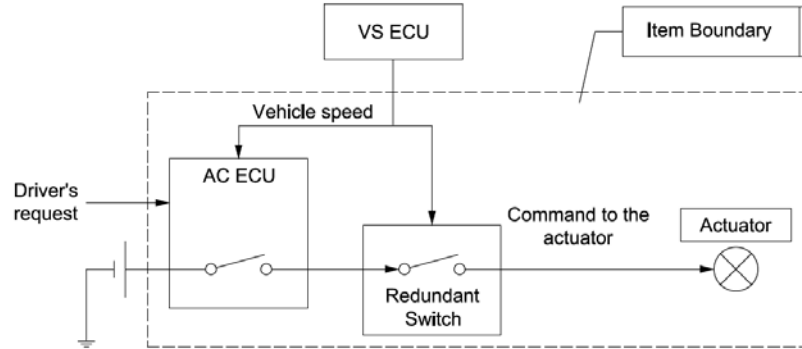 VS ECU
Item Boundary
Vehicle speed
AC ECU
Driver's
request
Command to the
actuator
Actuator
Redundant
Switch